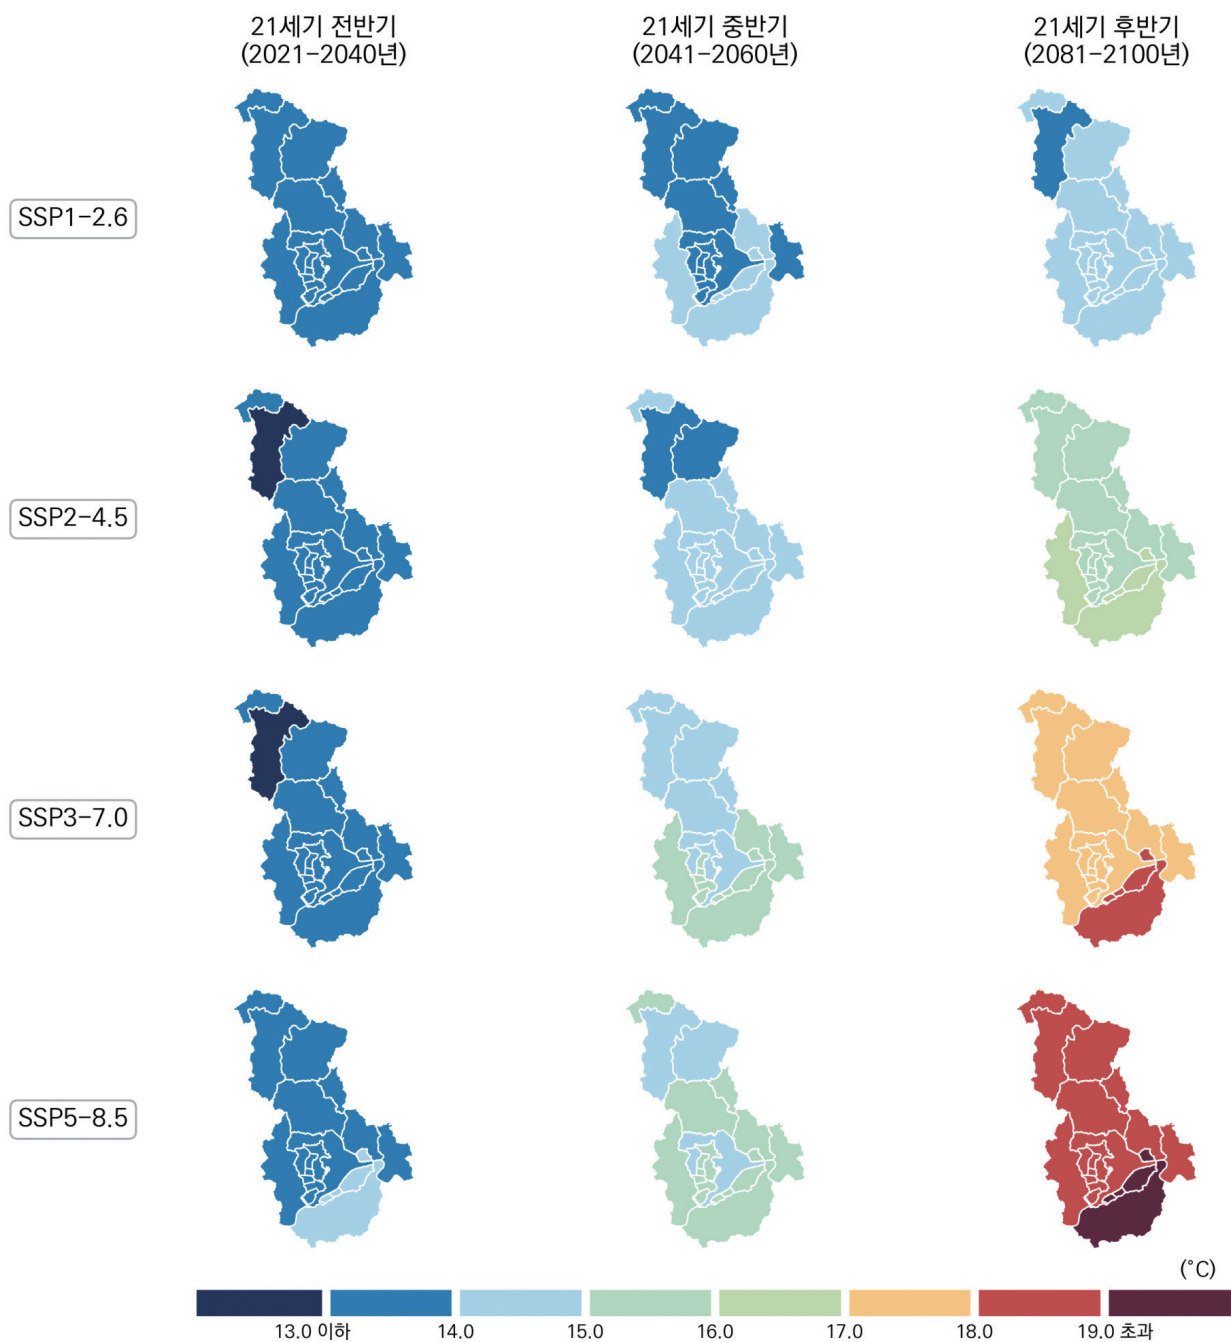 21세기 전반기
(2021-2040년)
21세기 중반기
(2041-2060년)
21세기 후반기
(2081-2100년)
SSP1-2.6
SSP2-4.5
SSP3-7.0
SSP5-8.5
(°C)
13.0 이하
14.0
15.0
16.0
17.0
18.0
19.0 초과